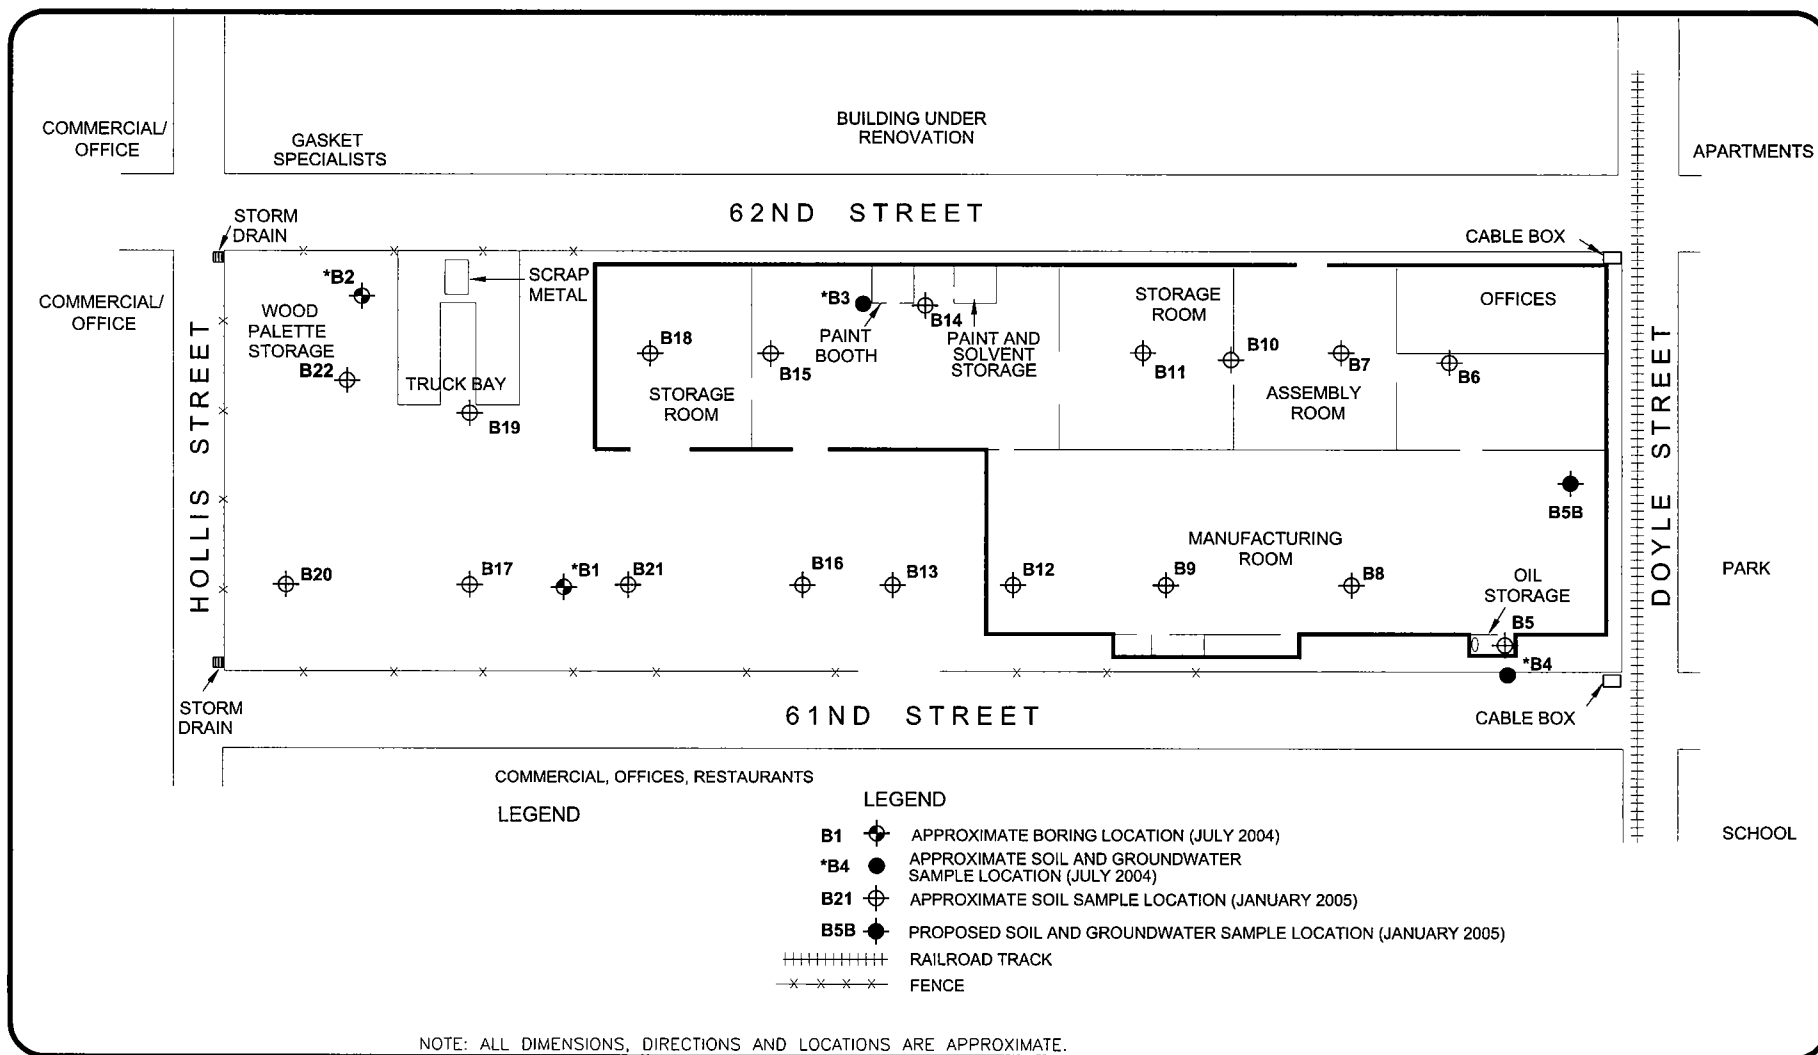 COMMERCIAL/
OFFICE
GASKET
SPECIALISTS
BUILDING UNDER
RENOVATION
APARTMENTS
62ND STREET
STORM
DRAIN
CABLE BOX
COMMERCIAL/
OFFICE
*B2
SCRAP
METAL
WOOD
PALETTE
STORAGE
B22
TRUCK BAY
B19
B18
STORAGE
ROOM
B15
*B3
PAINT
BOOTH
B14
PAINT AND
SOLVENT
STORAGE
STORAGE
ROOM
B11
B10
B7
ASSEMBLY
ROOM
OFFICES
B6
HOLLIS STREET
DOYLE STREET
B5B
MANUFACTURING
ROOM
B20
B17
*B1
B21
B16
B13
B12
B9
B8
OIL
STORAGE
B5
*B4
PARK
STORM
DRAIN
61ND STREET
CABLE BOX
COMMERCIAL, OFFICES, RESTAURANTS
LEGEND
LEGEND
B1 APPROXIMATE BORING LOCATION (JULY 2004)
*B4 APPROXIMATE SOIL AND GROUNDWATER
SAMPLE LOCATION (JULY 2004)
B21 APPROXIMATE SOIL SAMPLE LOCATION (JANUARY 2005)
B5B PROPOSED SOIL AND GROUNDWATER SAMPLE LOCATION (JANUARY 2005)
RAILROAD TRACK
FENCE
SCHOOL
NOTE: ALL DIMENSIONS, DIRECTIONS AND LOCATIONS ARE APPROXIMATE.